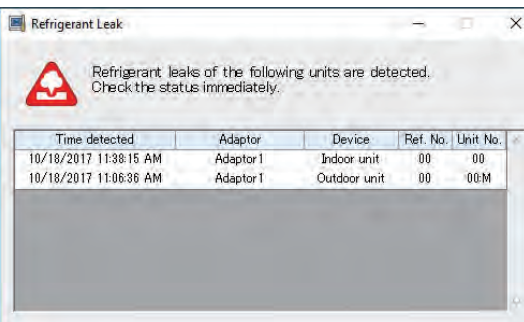 Refrigerant Leak
Refrigerant leaks of the following units are detected.
Check the status immediately.
Time detected Adaptor Device Ref. No. Unit No.
10/18/2017 11:38:15 AM Adaptor1 Indoor unit 00 00
10/18/2017 11:06:36 AM Adaptor1 Outdoor unit 00 00:M